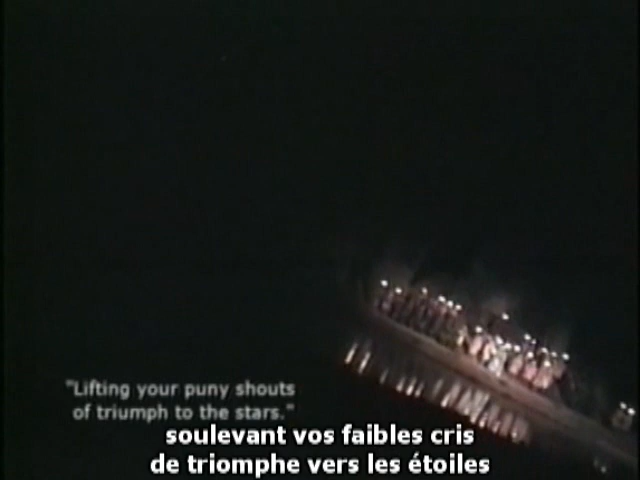 "Lifting your puny shouts
of triumph to the stars."
soulevant vos faibles cris
de triomphe vers les étoiles